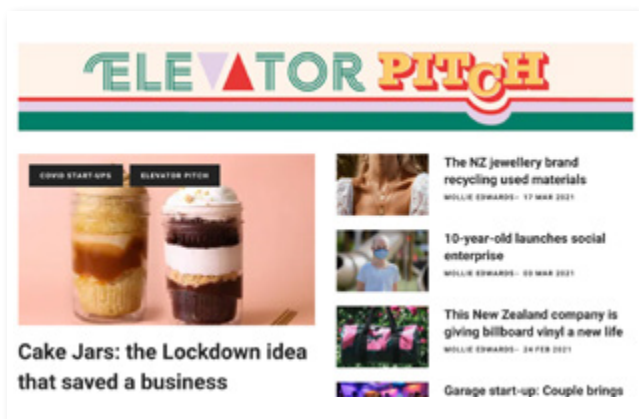 ELEVATOR PITCH
COVID START-UPS
ELEVATOR PITCH
Cake Jars: the Lockdown idea
that saved a business
The NZ jewellery brand
recycling used materials
MOLLIE EDWARDS– 17 MAR 2021
10-year-old launches social
enterprise
MOLLIE EDWARDS– 03 MAR 2021
This New Zealand company is
giving billboard vinyl a new life
MOLLIE EDWARDS– 24 FEB 2021
Garage start-up: Couple brings